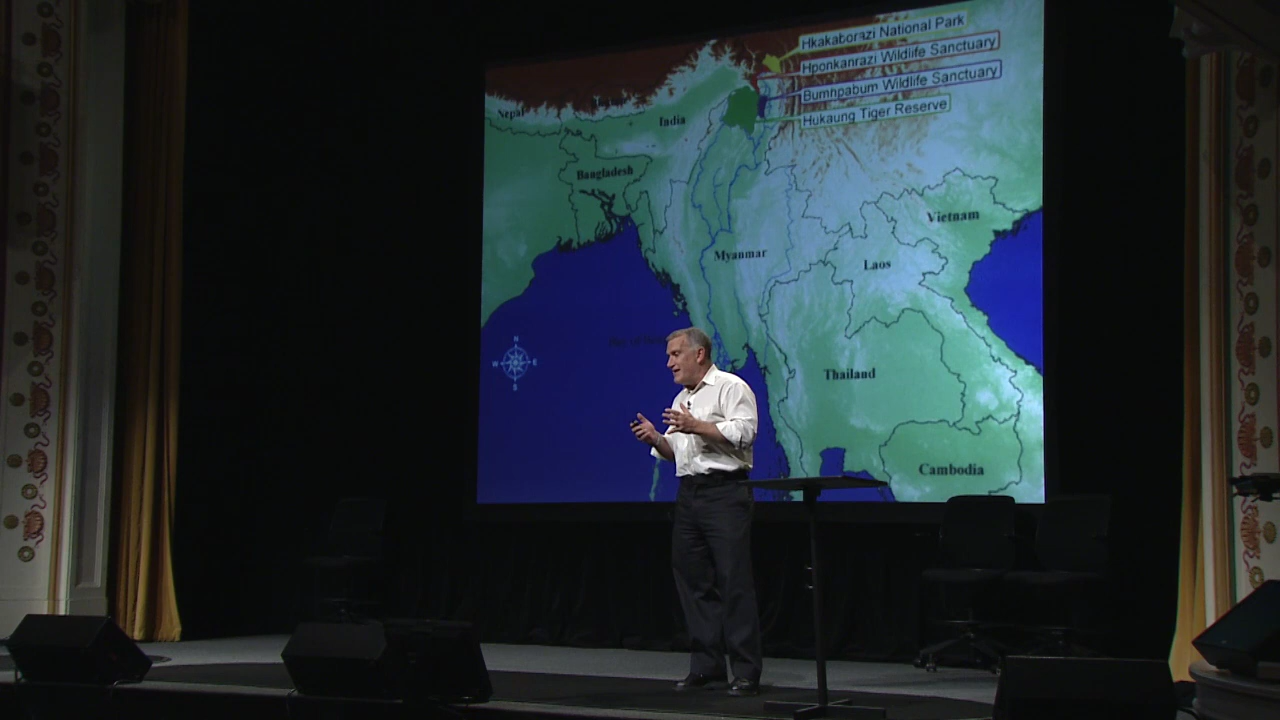 Hkakaborazi National Park
Hponkanrazi Wildlife Sanctuary
Bumhpabum Wildlife Sanctuary
Hukaung Tiger Reserve
Nepal
India
Bangladesh
Vietnam
Myanmar
Laos
N
W E
S
Thailand
Cambodia